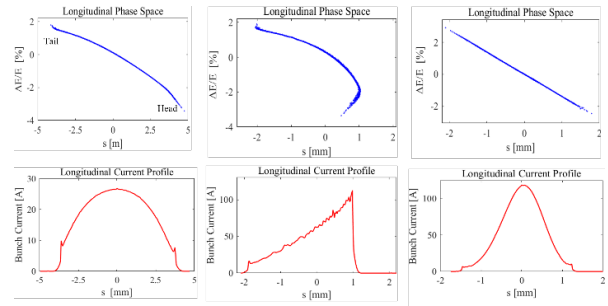 Longitudinal Phase Space
ΔE/E [%]
2
0
-2
-4
Tail
Head
-5 0 5
s [m]
Longitudinal Phase Space
ΔE/E [%]
2
0
-2
-4
-2 -1 0 1 2
s [mm]
Longitudinal Phase Space
ΔE/E [%]
2
0
-2
-2 -1 0 1 2
s [mm]
Longitudinal Current Profile
Bunch Current [A]
30
20
10
0
-5 -2.5 0 2.5 5
s [mm]
Longitudinal Current Profile
Bunch Current [A]
100
50
0
-2 -1 0 1 2
s [mm]
Longitudinal Current Profile
Bunch Current [A]
100
50
0
-2 -1 0 1 2
s [mm]